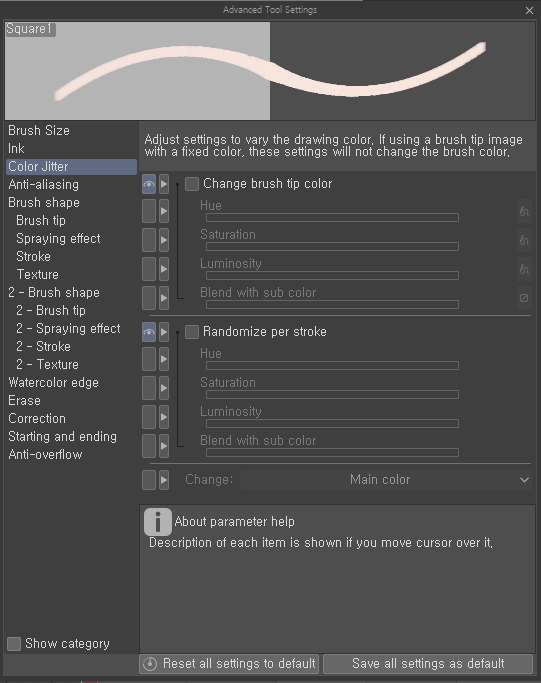 Advanced Tool Settings
Square1
Brush Size
Ink
Color Jitter
Anti-aliasing
Brush shape
Brush tip
Spraying effect
Stroke
Texture
2 - Brush shape
2 - Brush tip
2 - Spraying effect
2 - Stroke
2 - Texture
Watercolor edge
Erase
Correction
Starting and ending
Anti-overflow
Show category
Adjust settings to vary the drawing color. If using a brush tip image
with a fixed color, these settings will not change the brush color.
Change brush tip color
Hue
Saturation
Luminosity
Blend with sub color
Randomize per stroke
Hue
Saturation
Luminosity
Blend with sub color
Change: Main color
About parameter help
Description of each item is shown if you move cursor over it.
Reset all settings to default
Save all settings as default